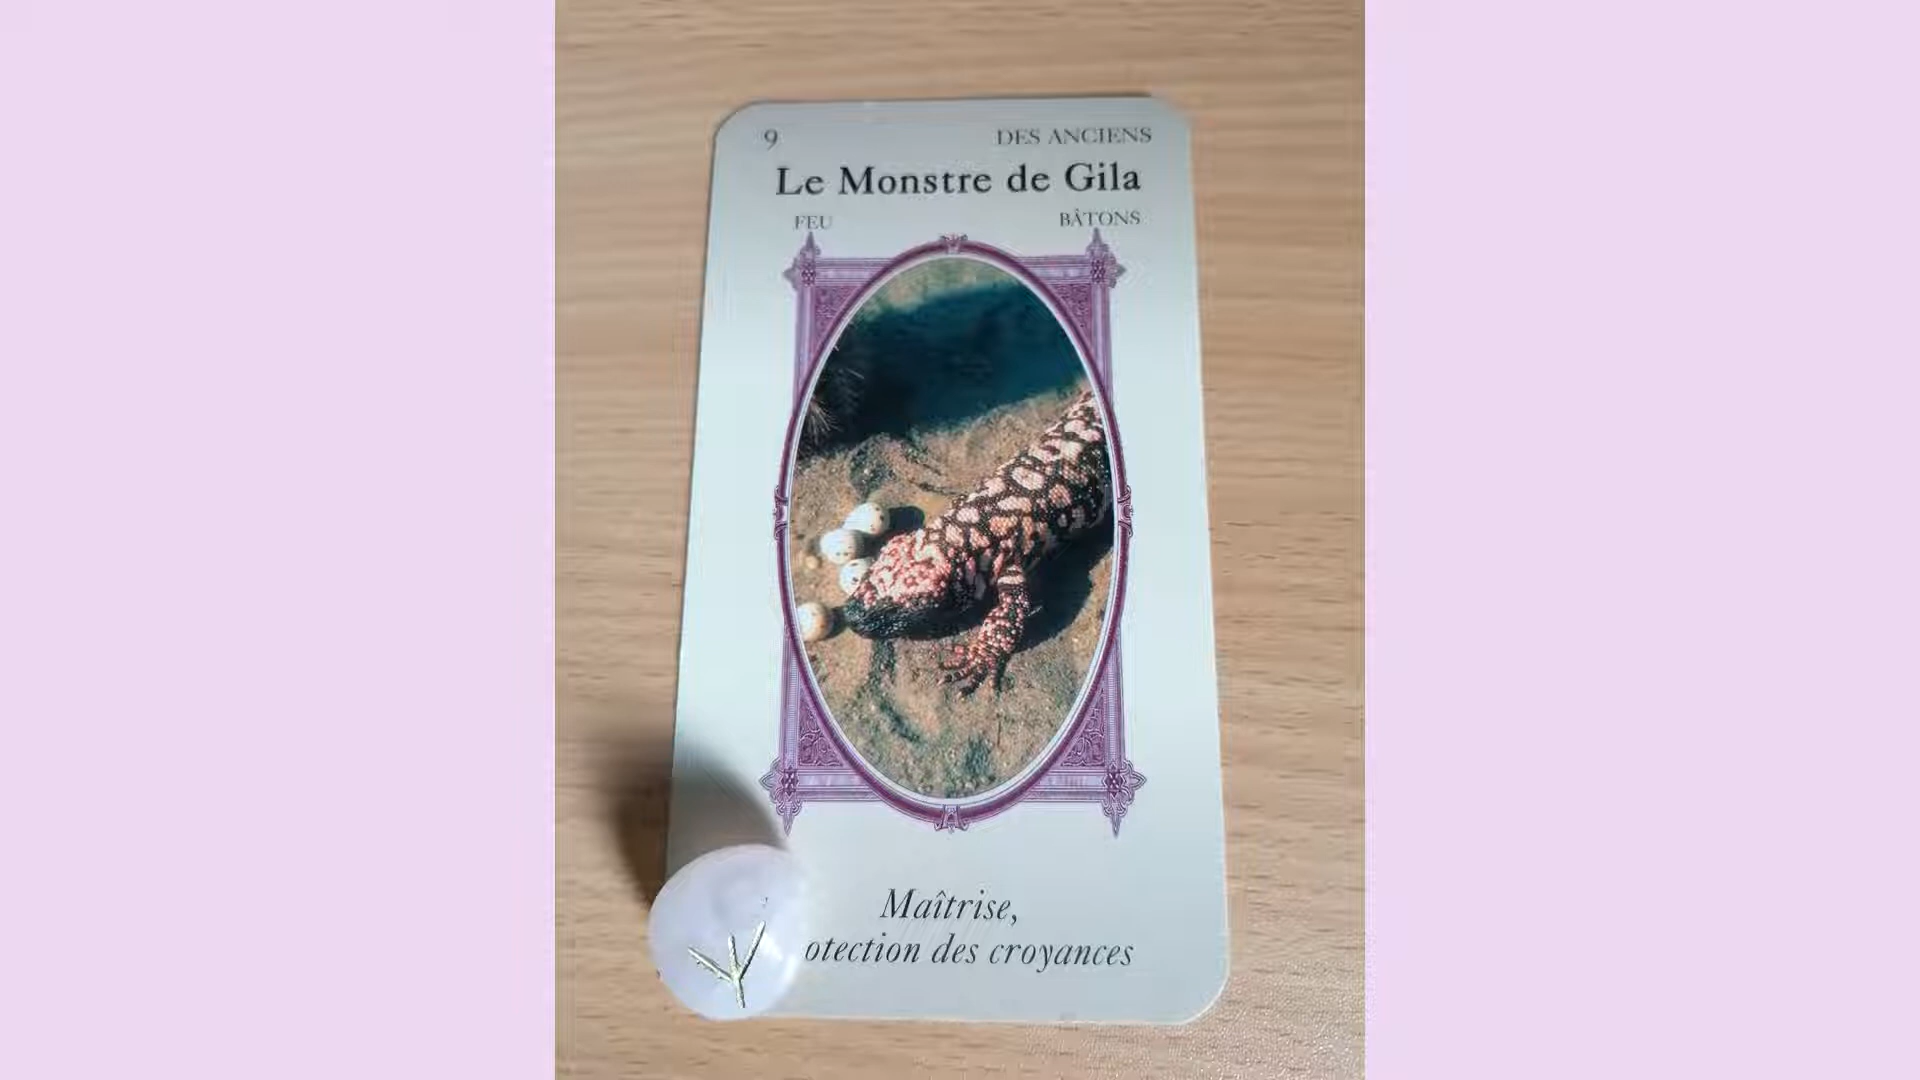 9 DES ANCIENS
Le Monstre de Gila
FEU BÂTONS
Maîtrise,
otection des croyances